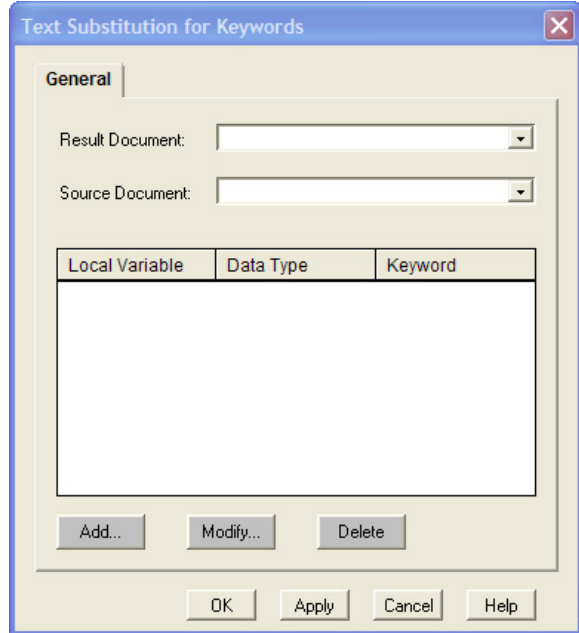 Text Substitution for Keywords
General
Result Document:
Source Document:
Local Variable Data Type Keyword
Add... Modify... Delete
OK Apply Cancel Help